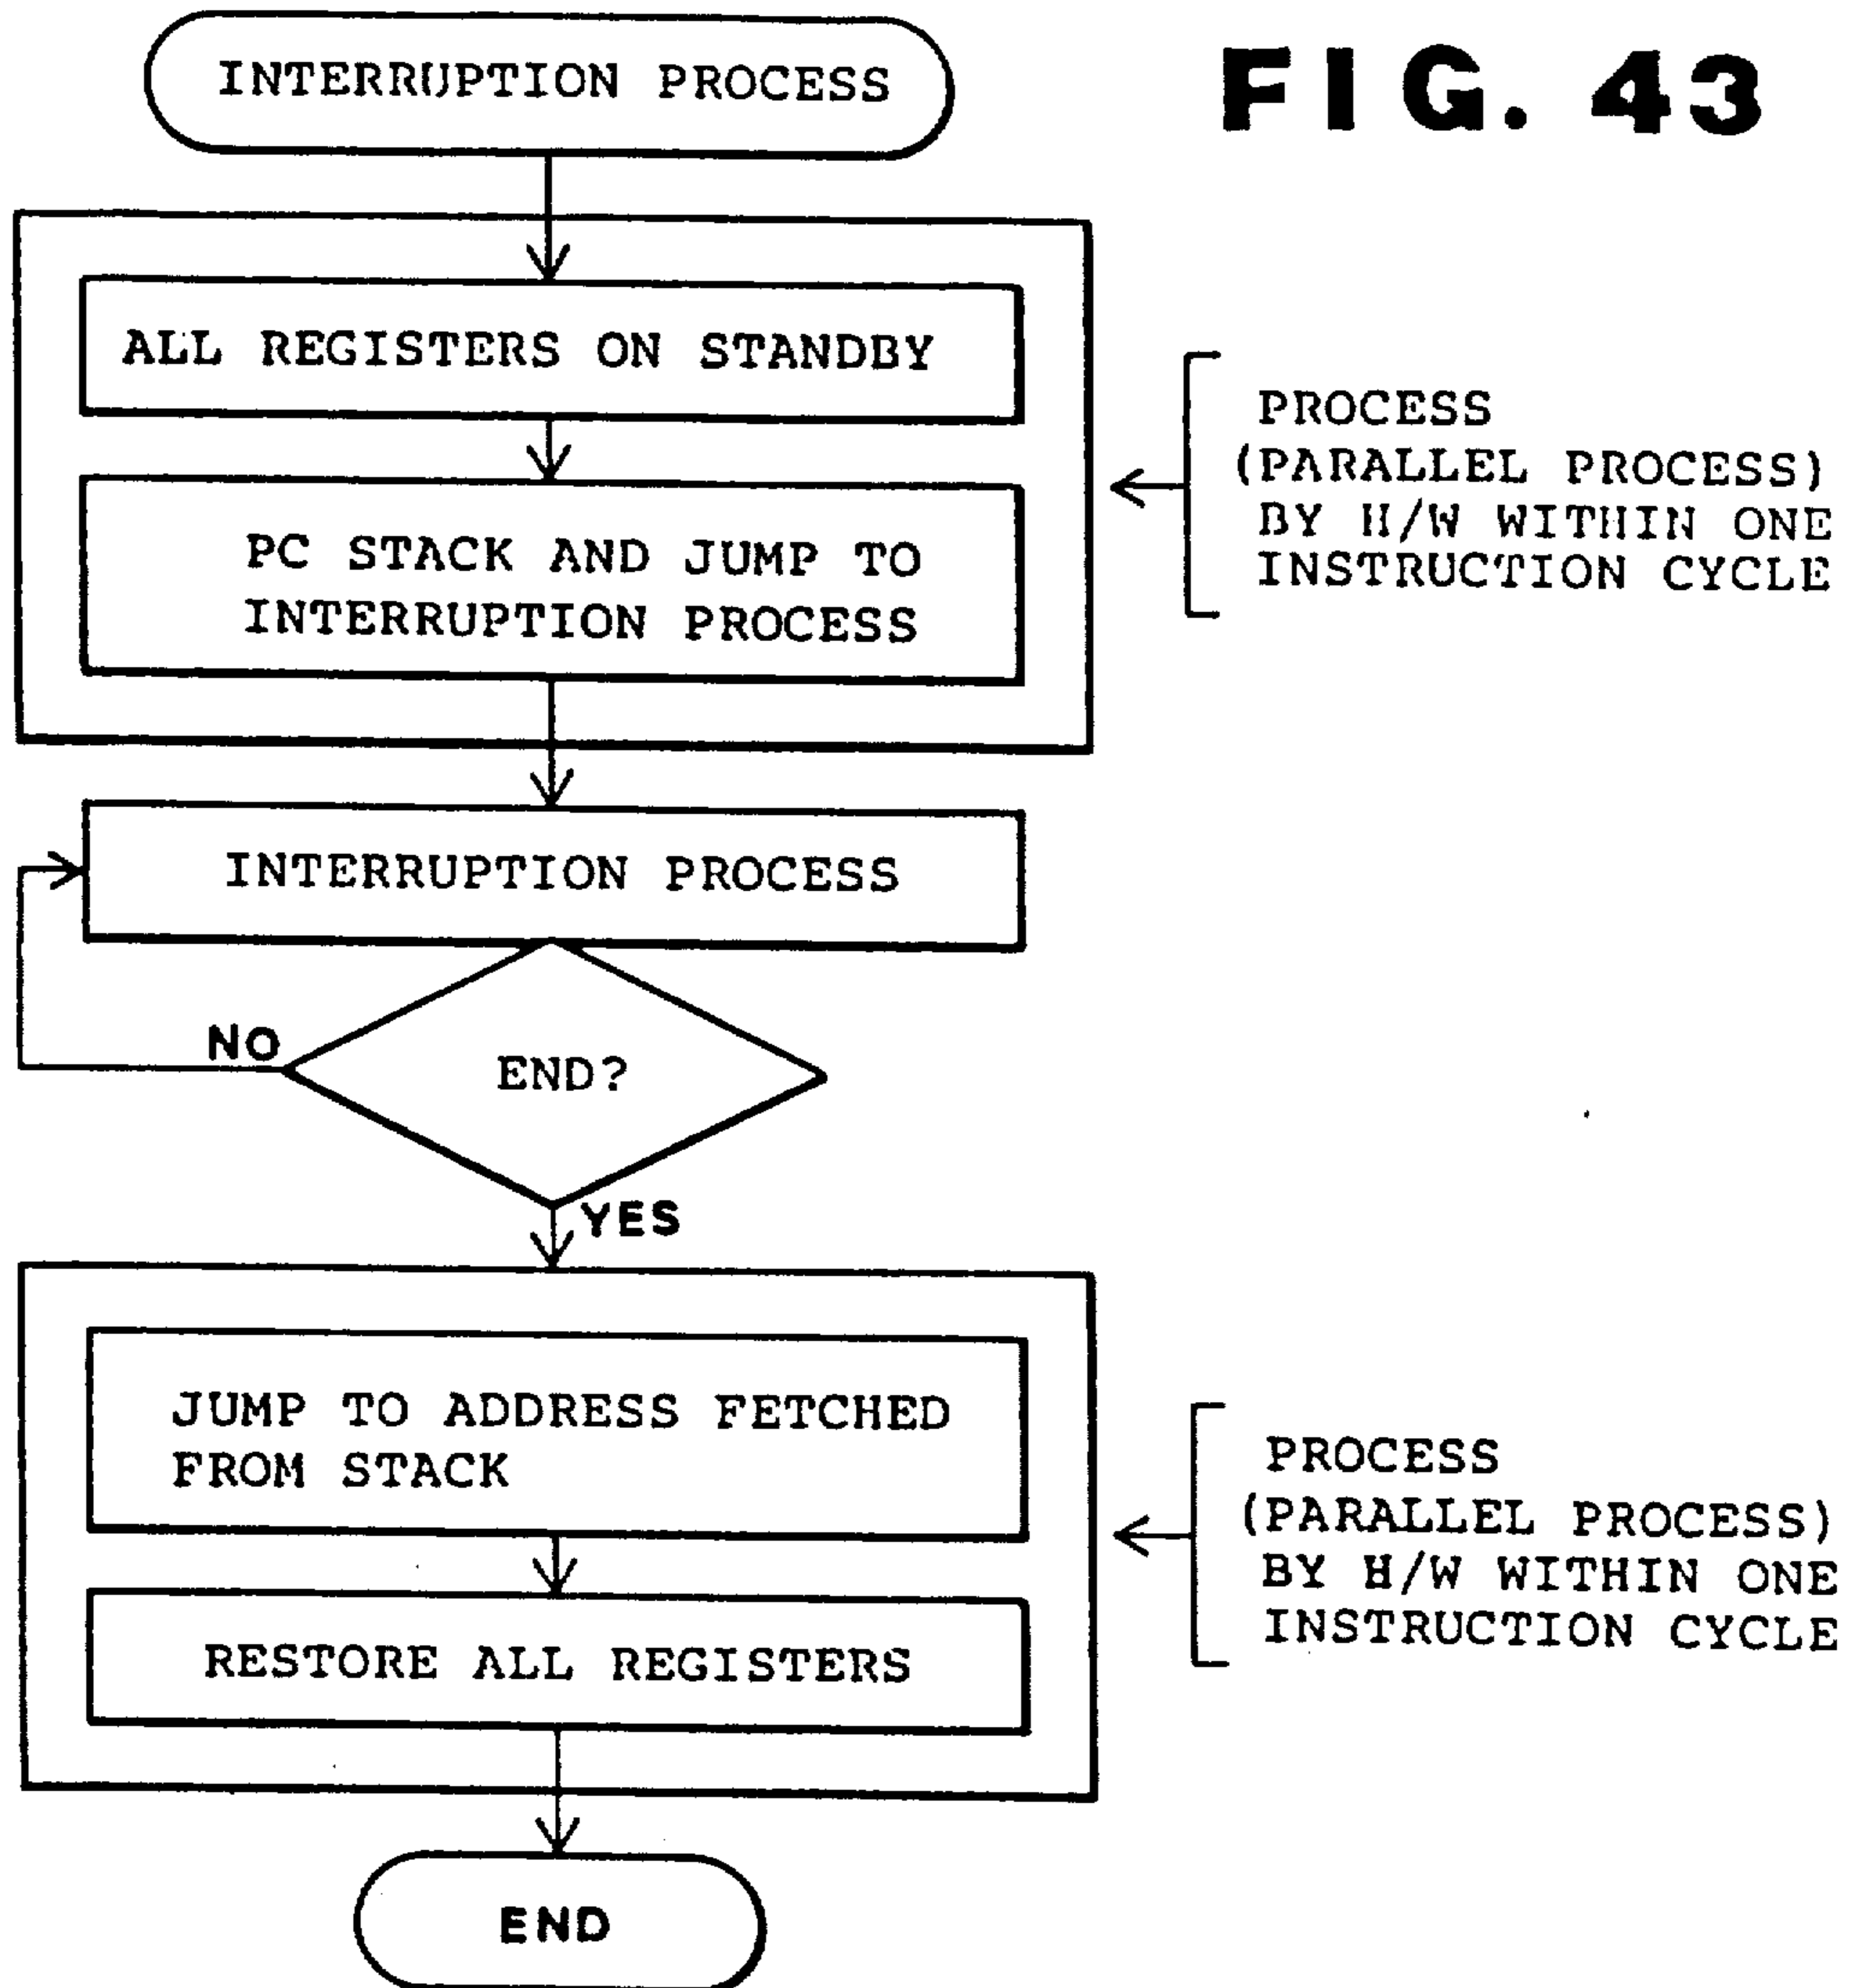 INTERRUPTION PROCESS
FIG. 43
ALL REGISTERS ON STANDBY
PC STACK AND JUMP TO
INTERRUPTION PROCESS
PROCESS
(PARALLEL PROCESS)
BY H/W WITHIN ONE
INSTRUCTION CYCLE
INTERRUPTION PROCESS
NO
END?
YES
JUMP TO ADDRESS FETCHED
FROM STACK
RESTORE ALL REGISTERS
PROCESS
(PARALLEL PROCESS)
BY H/W WITHIN ONE
INSTRUCTION CYCLE
END